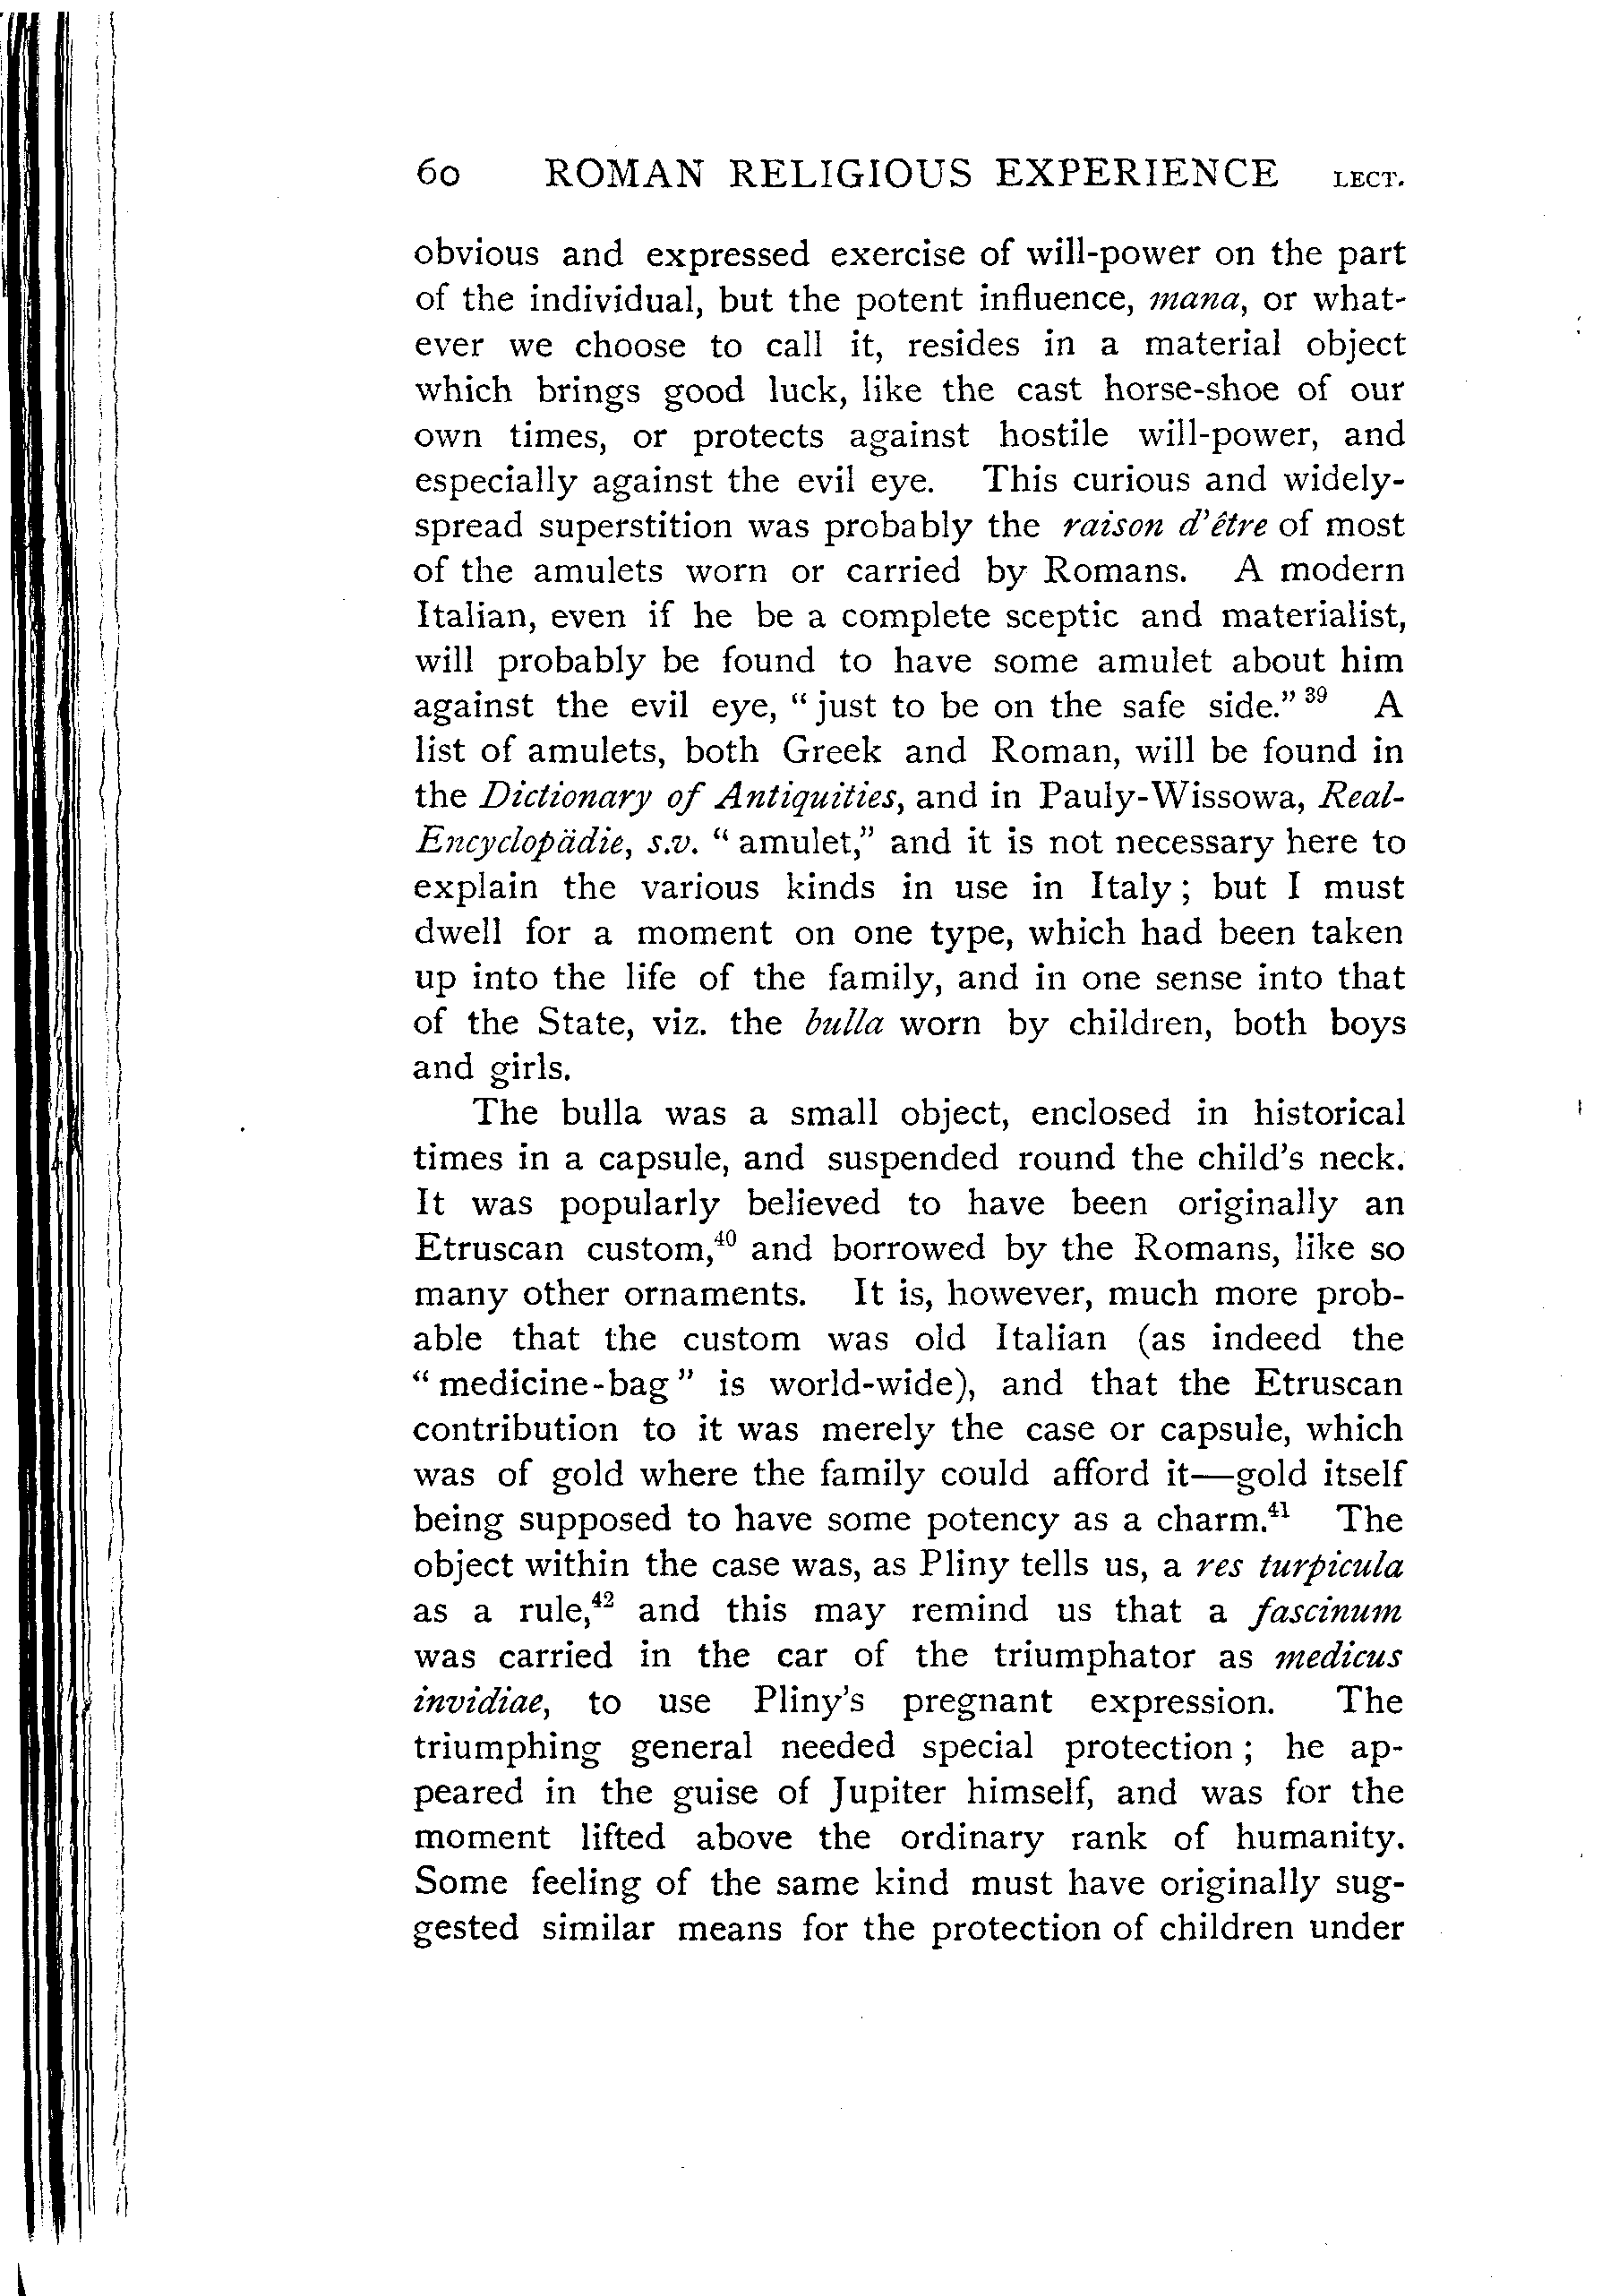 60 ROMAN RELIGIOUS EXPERIENCE LECT.
obvious and expressed exercise of will-power on the part
of the individual, but the potent influence, mana, or what-
ever we choose to call it, resides in a material object
which brings good luck, like the cast horse-shoe of our
own times, or protects against hostile will-power, and
especially against the evil eye. This curious and widely-
spread superstition was probably the raison d'être of most
of the amulets worn or carried by Romans. A modern
Italian, even if he be a complete sceptic and materialist,
will probably be found to have some amulet about him
against the evil eye, "just to be on the safe side."³⁹ A
list of amulets, both Greek and Roman, will be found in
the Dictionary of Antiquities, and in Pauly-Wissowa, Real-
Encyclopädie, s.v. "amulet," and it is not necessary here to
explain the various kinds in use in Italy; but I must
dwell for a moment on one type, which had been taken
up into the life of the family, and in one sense into that
of the State, viz. the bulla worn by children, both boys
and girls.
The bulla was a small object, enclosed in historical
times in a capsule, and suspended round the child's neck.
It was popularly believed to have been originally an
Etruscan custom,⁴⁰ and borrowed by the Romans, like so
many other ornaments. It is, however, much more prob-
able that the custom was old Italian (as indeed the
"medicine-bag" is world-wide), and that the Etruscan
contribution to it was merely the case or capsule, which
was of gold where the family could afford it—gold itself
being supposed to have some potency as a charm.⁴¹ The
object within the case was, as Pliny tells us, a res turpicula
as a rule,⁴² and this may remind us that a fascinum
was carried in the car of the triumphator as medicus
invidiae, to use Pliny's pregnant expression. The
triumphing general needed special protection; he ap-
peared in the guise of Jupiter himself, and was for the
moment lifted above the ordinary rank of humanity.
Some feeling of the same kind must have originally sug-
gested similar means for the protection of children under